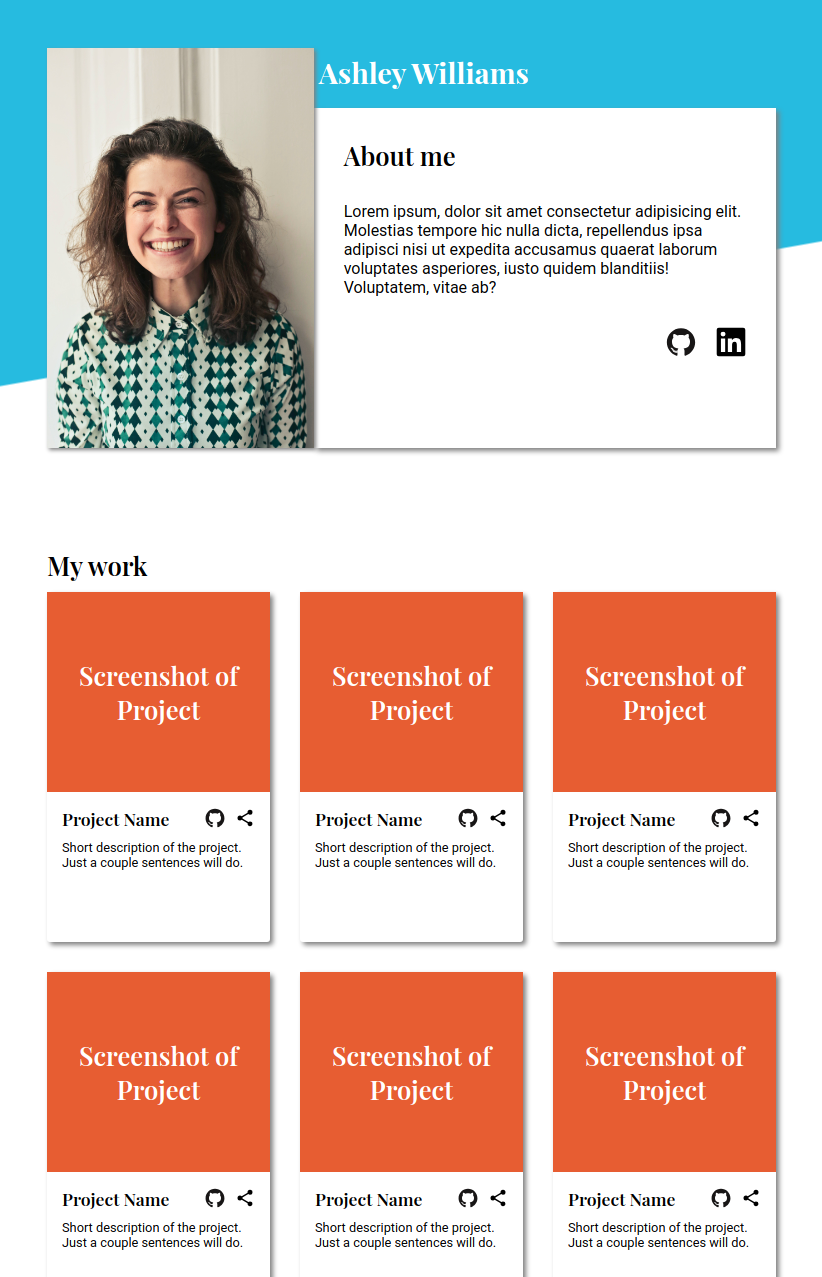 Ashley Williams
About me
Lorem ipsum, dolor sit amet consectetur adipisicing elit.
Molestias tempore hic nulla dicta, repellendus ipsa
adipisci nisi ut expedita accusamus quaerat laborum
voluptates asperiores, iusto quidem blanditiis!
Voluptatem, vitae ab?
in
My work
Screenshot of
Project
Project Name
Short description of the project.
Just a couple sentences will do.
Screenshot of
Project
Project Name
Short description of the project.
Just a couple sentences will do.
Screenshot of
Project
Project Name
Short description of the project.
Just a couple sentences will do.
Screenshot of
Project
Project Name
Short description of the project.
Just a couple sentences will do.
Screenshot of
Project
Project Name
Short description of the project.
Just a couple sentences will do.
Screenshot of
Project
Project Name
Short description of the project.
Just a couple sentences will do.